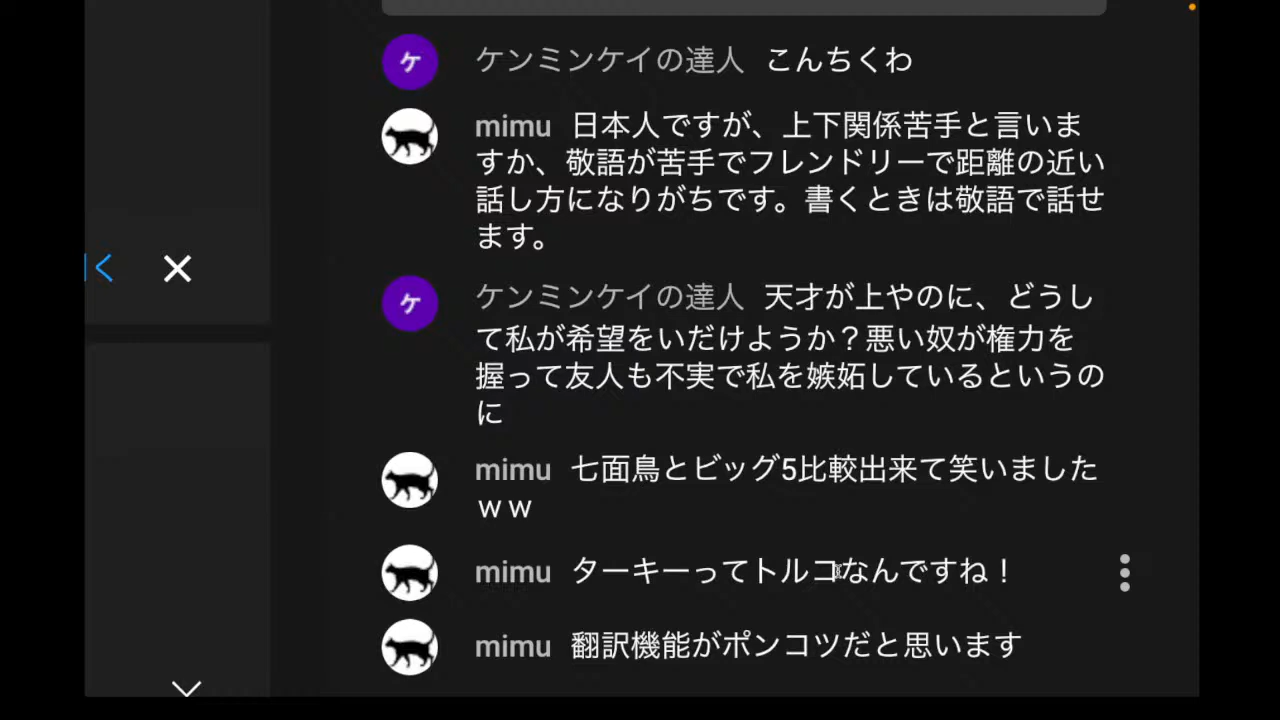 ケ ケンミンケイの達人 こんちくわ
mimu 日本人ですが、上下関係苦手と言いま
すか、敬語が苦手でフレンドリーで距離の近い
話し方になりがちです。書くときは敬語で話せ
ます。
ケ ケンミンケイの達人 天才が上やのに、どうし
て私が希望をいだけようか？悪い奴が権力を
握って友人も不実で私を嫉妬しているというの
に
mimu 七面鳥とビッグ5比較出来て笑いました
ｗｗ
mimu ターキーってトルコなんですね！
mimu 翻訳機能がポンコツだと思います